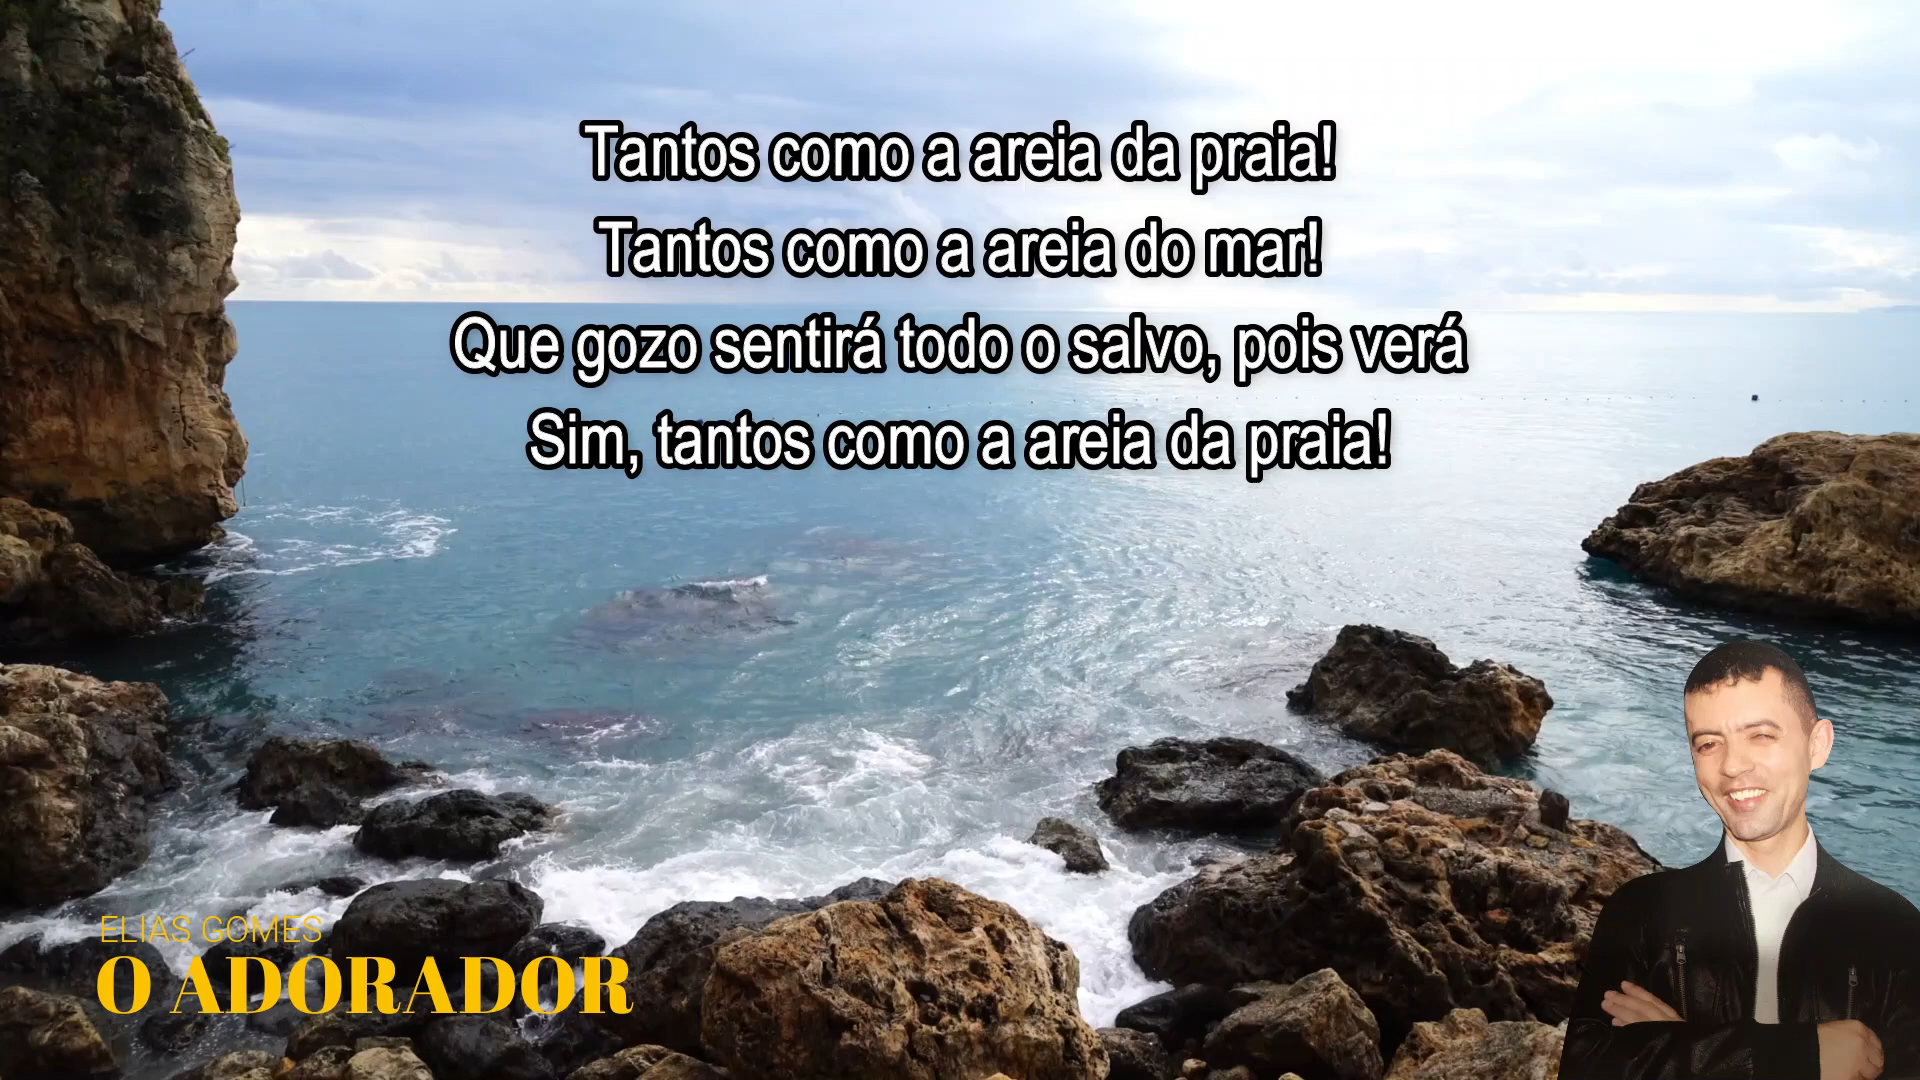 Tantos como a areia da praia!
Tantos como a areia do mar!
Que gozo sentirá todo o salvo, pois verá
Sim, tantos como a areia da praia!
ELIAS GOMES
O ADORADOR